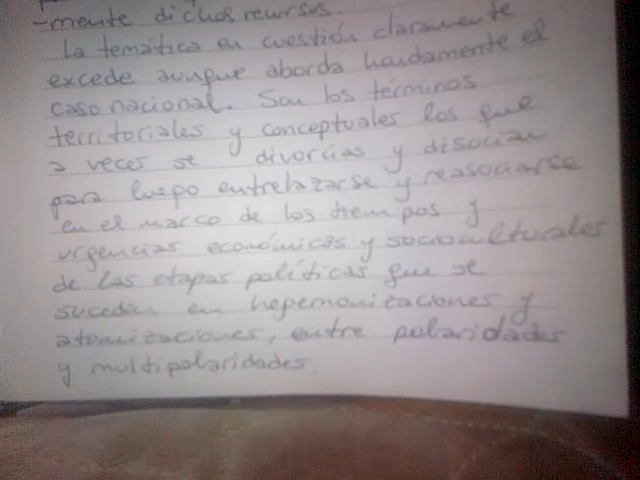 -mente dichos recursos.
La temática en cuestión claramente
excede aunque aborda hondamente el
caso nacional. Son los términos
territoriales y conceptuales los que
a veces se divorcias y disocian
para luego entrelazarse y reasociarse
en el marco de los tiempos y
urgencias económicas y socioculturales
de las etapas políticas que se
suceden en hegemonizaciones y
atomizaciones, entre polaridades
y multipolaridades.